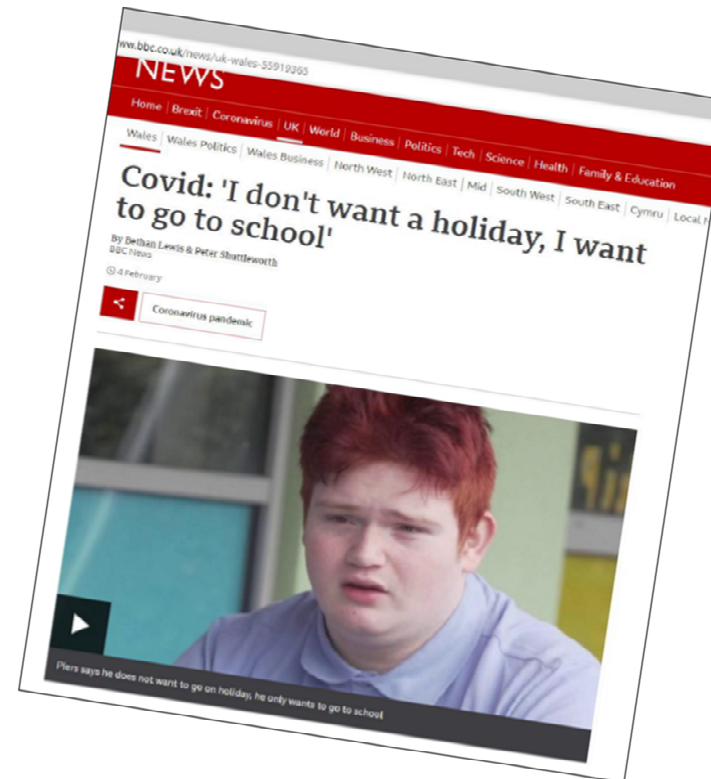 ww.bbc.co.uk/news/uk-wales-55919365
NEWS
Home Brexit Coronavirus UK World Business Politics Tech Science Health Family & Education
Wales Wales Politics Wales Business North West North East Mid South West South East Cymru Local N
Covid: 'I don't want a holiday, I want
to go to school'
By Bethan Lewis & Peter Shuttleworth
BBC News
4 February
Coronavirus pandemic
Piers says he does not want to go on holiday, he only wants to go to school